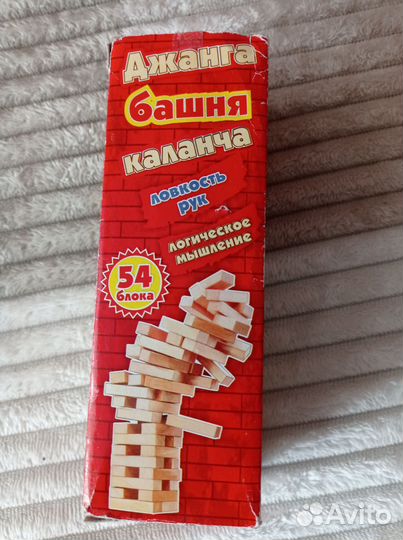 Джанга
башня
каланча
ловкость
рук
логическое
мышление
54
блока
Avito